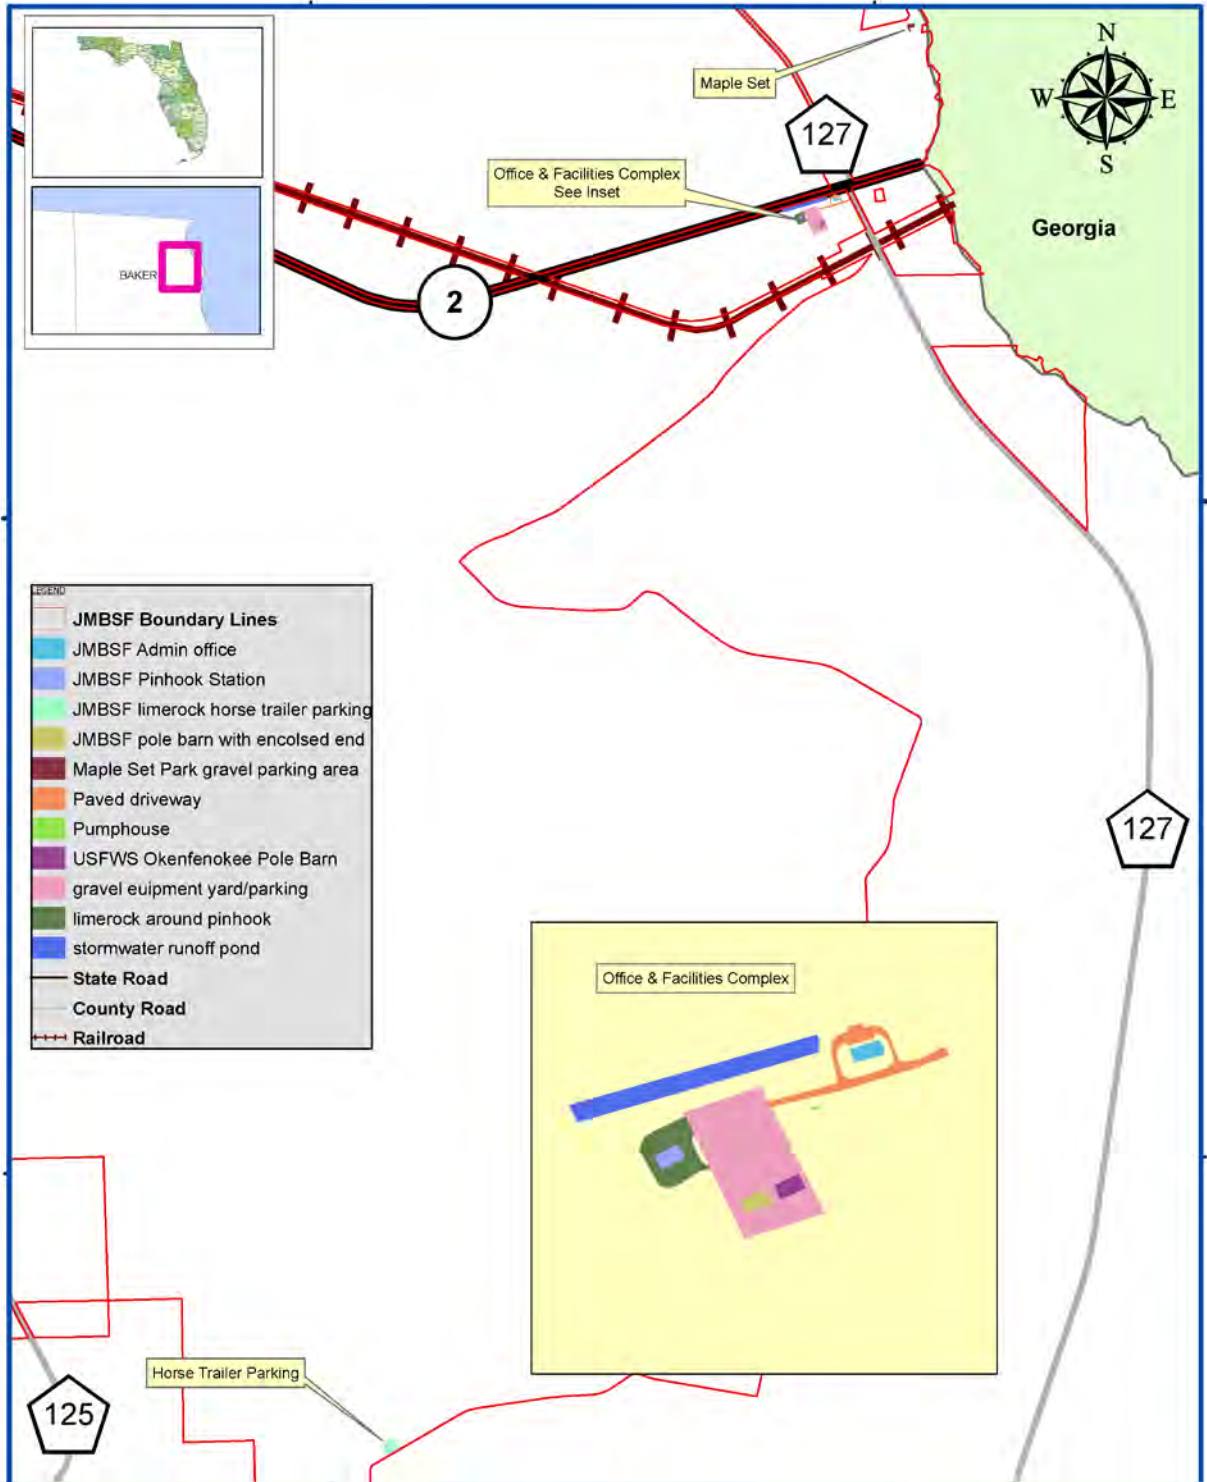 Maple Set
N
W
E
S
127
Office & Facilities Complex
See Inset
Georgia
BAKER
2
LEGEND
JMBSF Boundary Lines
JMBSF Admin office
JMBSF Pinhook Station
JMBSF limerock horse trailer parking
JMBSF pole barn with encolsed end
Maple Set Park gravel parking area
Paved driveway
Pumphouse
USFWS Okenfenokee Pole Barn
gravel euipment yard/parking
limerock around pinhook
stormwater runoff pond
State Road
County Road
Railroad
127
Office & Facilities Complex
Horse Trailer Parking
125